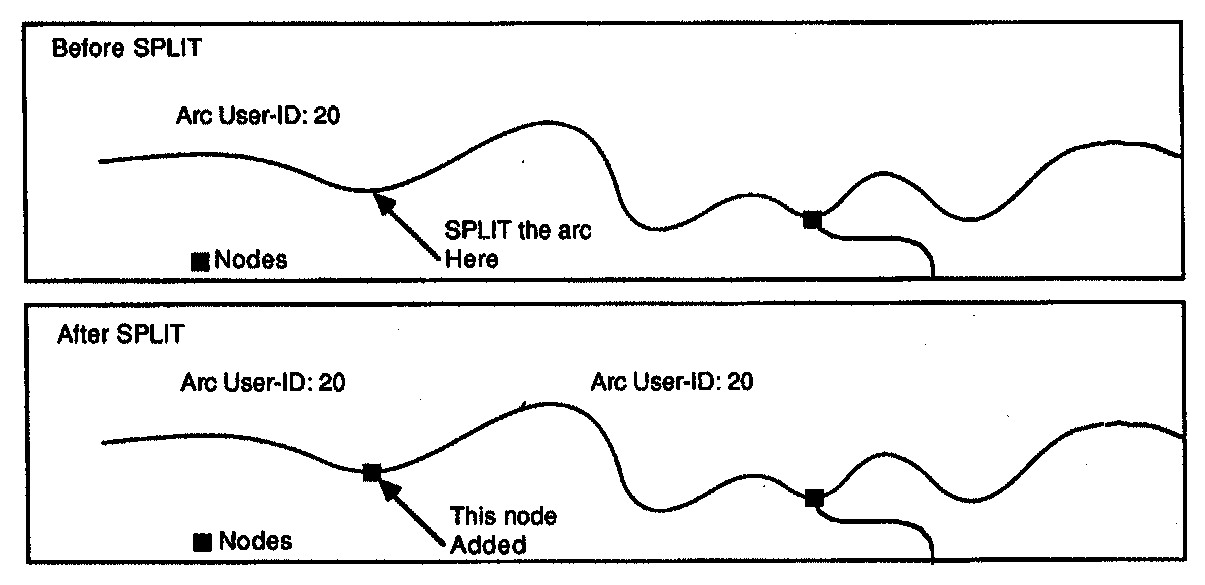 Before SPLIT
Arc User-ID: 20
SPLIT the arc
Here
Nodes
After SPLIT
Arc User-ID: 20
Arc User-ID: 20
This node
Added
Nodes